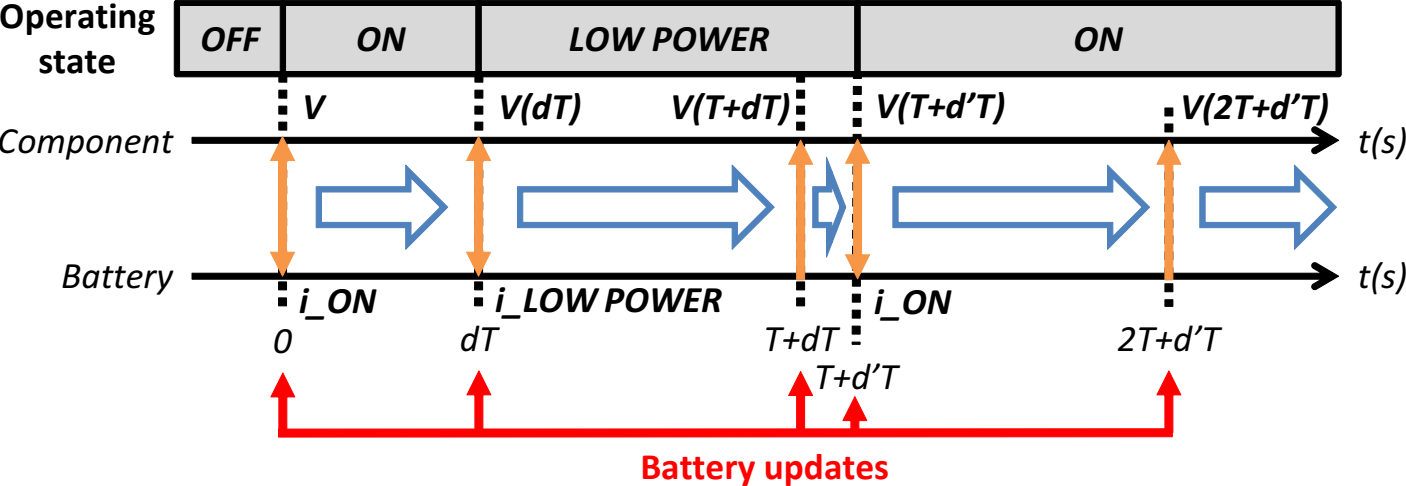 Operating
state
OFF ON LOW POWER ON
V V(dT) V(T+dT) V(T+d’T) V(2T+d’T)
Component t(s)
Battery t(s)
i_ON i_LOW POWER i_ON
0 dT T+dT 2T+d’T
T+d’T
Battery updates